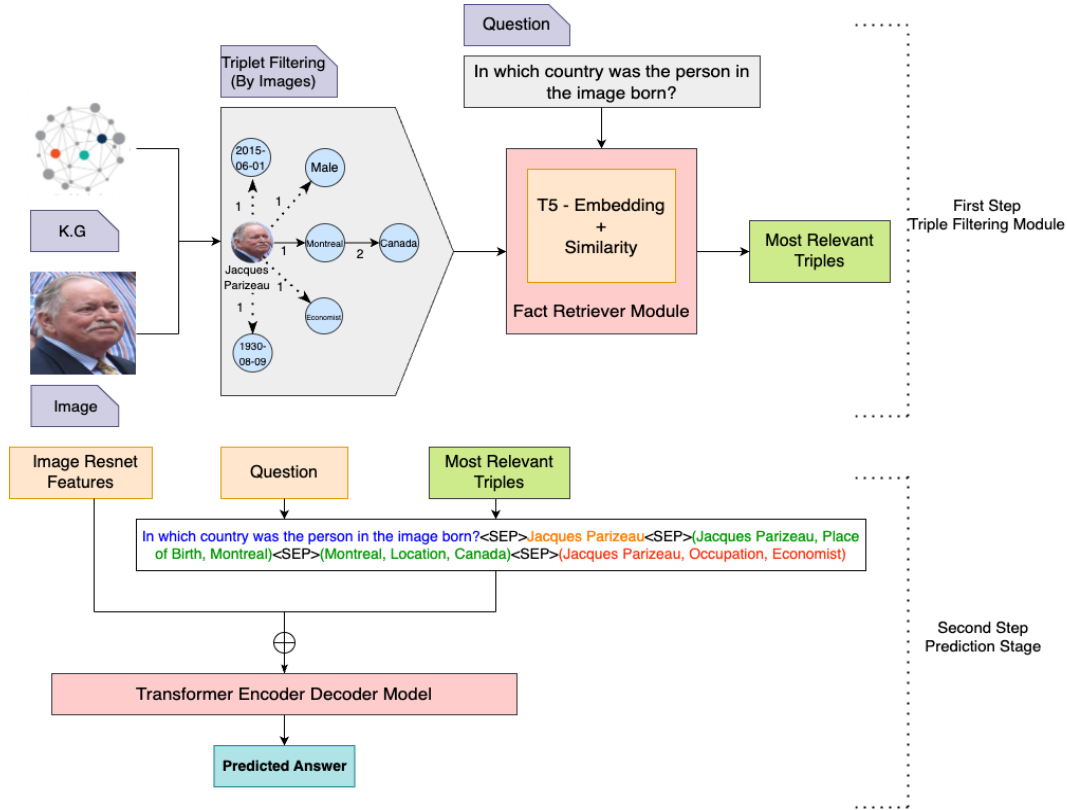 Question
Triplet Filtering
(By Images)
In which country was the person in
the image born?
2015-
06-01
Male
1
1
K.G
Montreal
Canada
1
2
Jacques
Parizeau
1
1
Economist
1930-
08-09
Image
T5 - Embedding
+
Similarity
Fact Retriever Module
Most Relevant
Triples
First Step
Triple Filtering Module
Image Resnet
Features
Question
Most Relevant
Triples
In which country was the person in the image born?<SEP>Jacques Parizeau<SEP>(Jacques Parizeau, Place
of Birth, Montreal)<SEP>(Montreal, Location, Canada)<SEP>(Jacques Parizeau, Occupation, Economist)
Second Step
Prediction Stage
Transformer Encoder Decoder Model
Predicted Answer